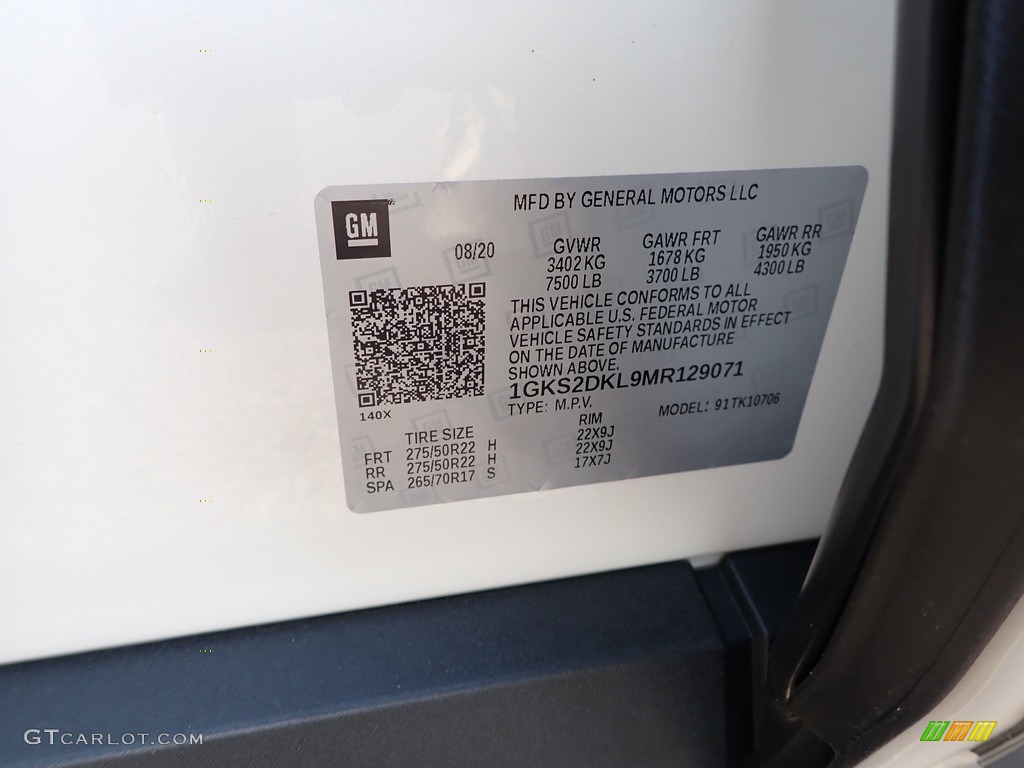 MFD BY GENERAL MOTORS LLC
GM
08/20
GVWR GAWR FRT GAWR RR
3402 KG 1678 KG 1950 KG
7500 LB 3700 LB 4300 LB
THIS VEHICLE CONFORMS TO ALL
APPLICABLE U.S. FEDERAL MOTOR
VEHICLE SAFETY STANDARDS IN EFFECT
ON THE DATE OF MANUFACTURE
SHOWN ABOVE.
1GKS2DKL9MR129071
140X
TYPE: M.P.V. MODEL: 91TK10706
TIRE SIZE RIM
FRT 275/50R22 H 22X9J
RR 275/50R22 H 22X9J
SPA 265/70R17 S 17X7J
GTCARLOT.COM